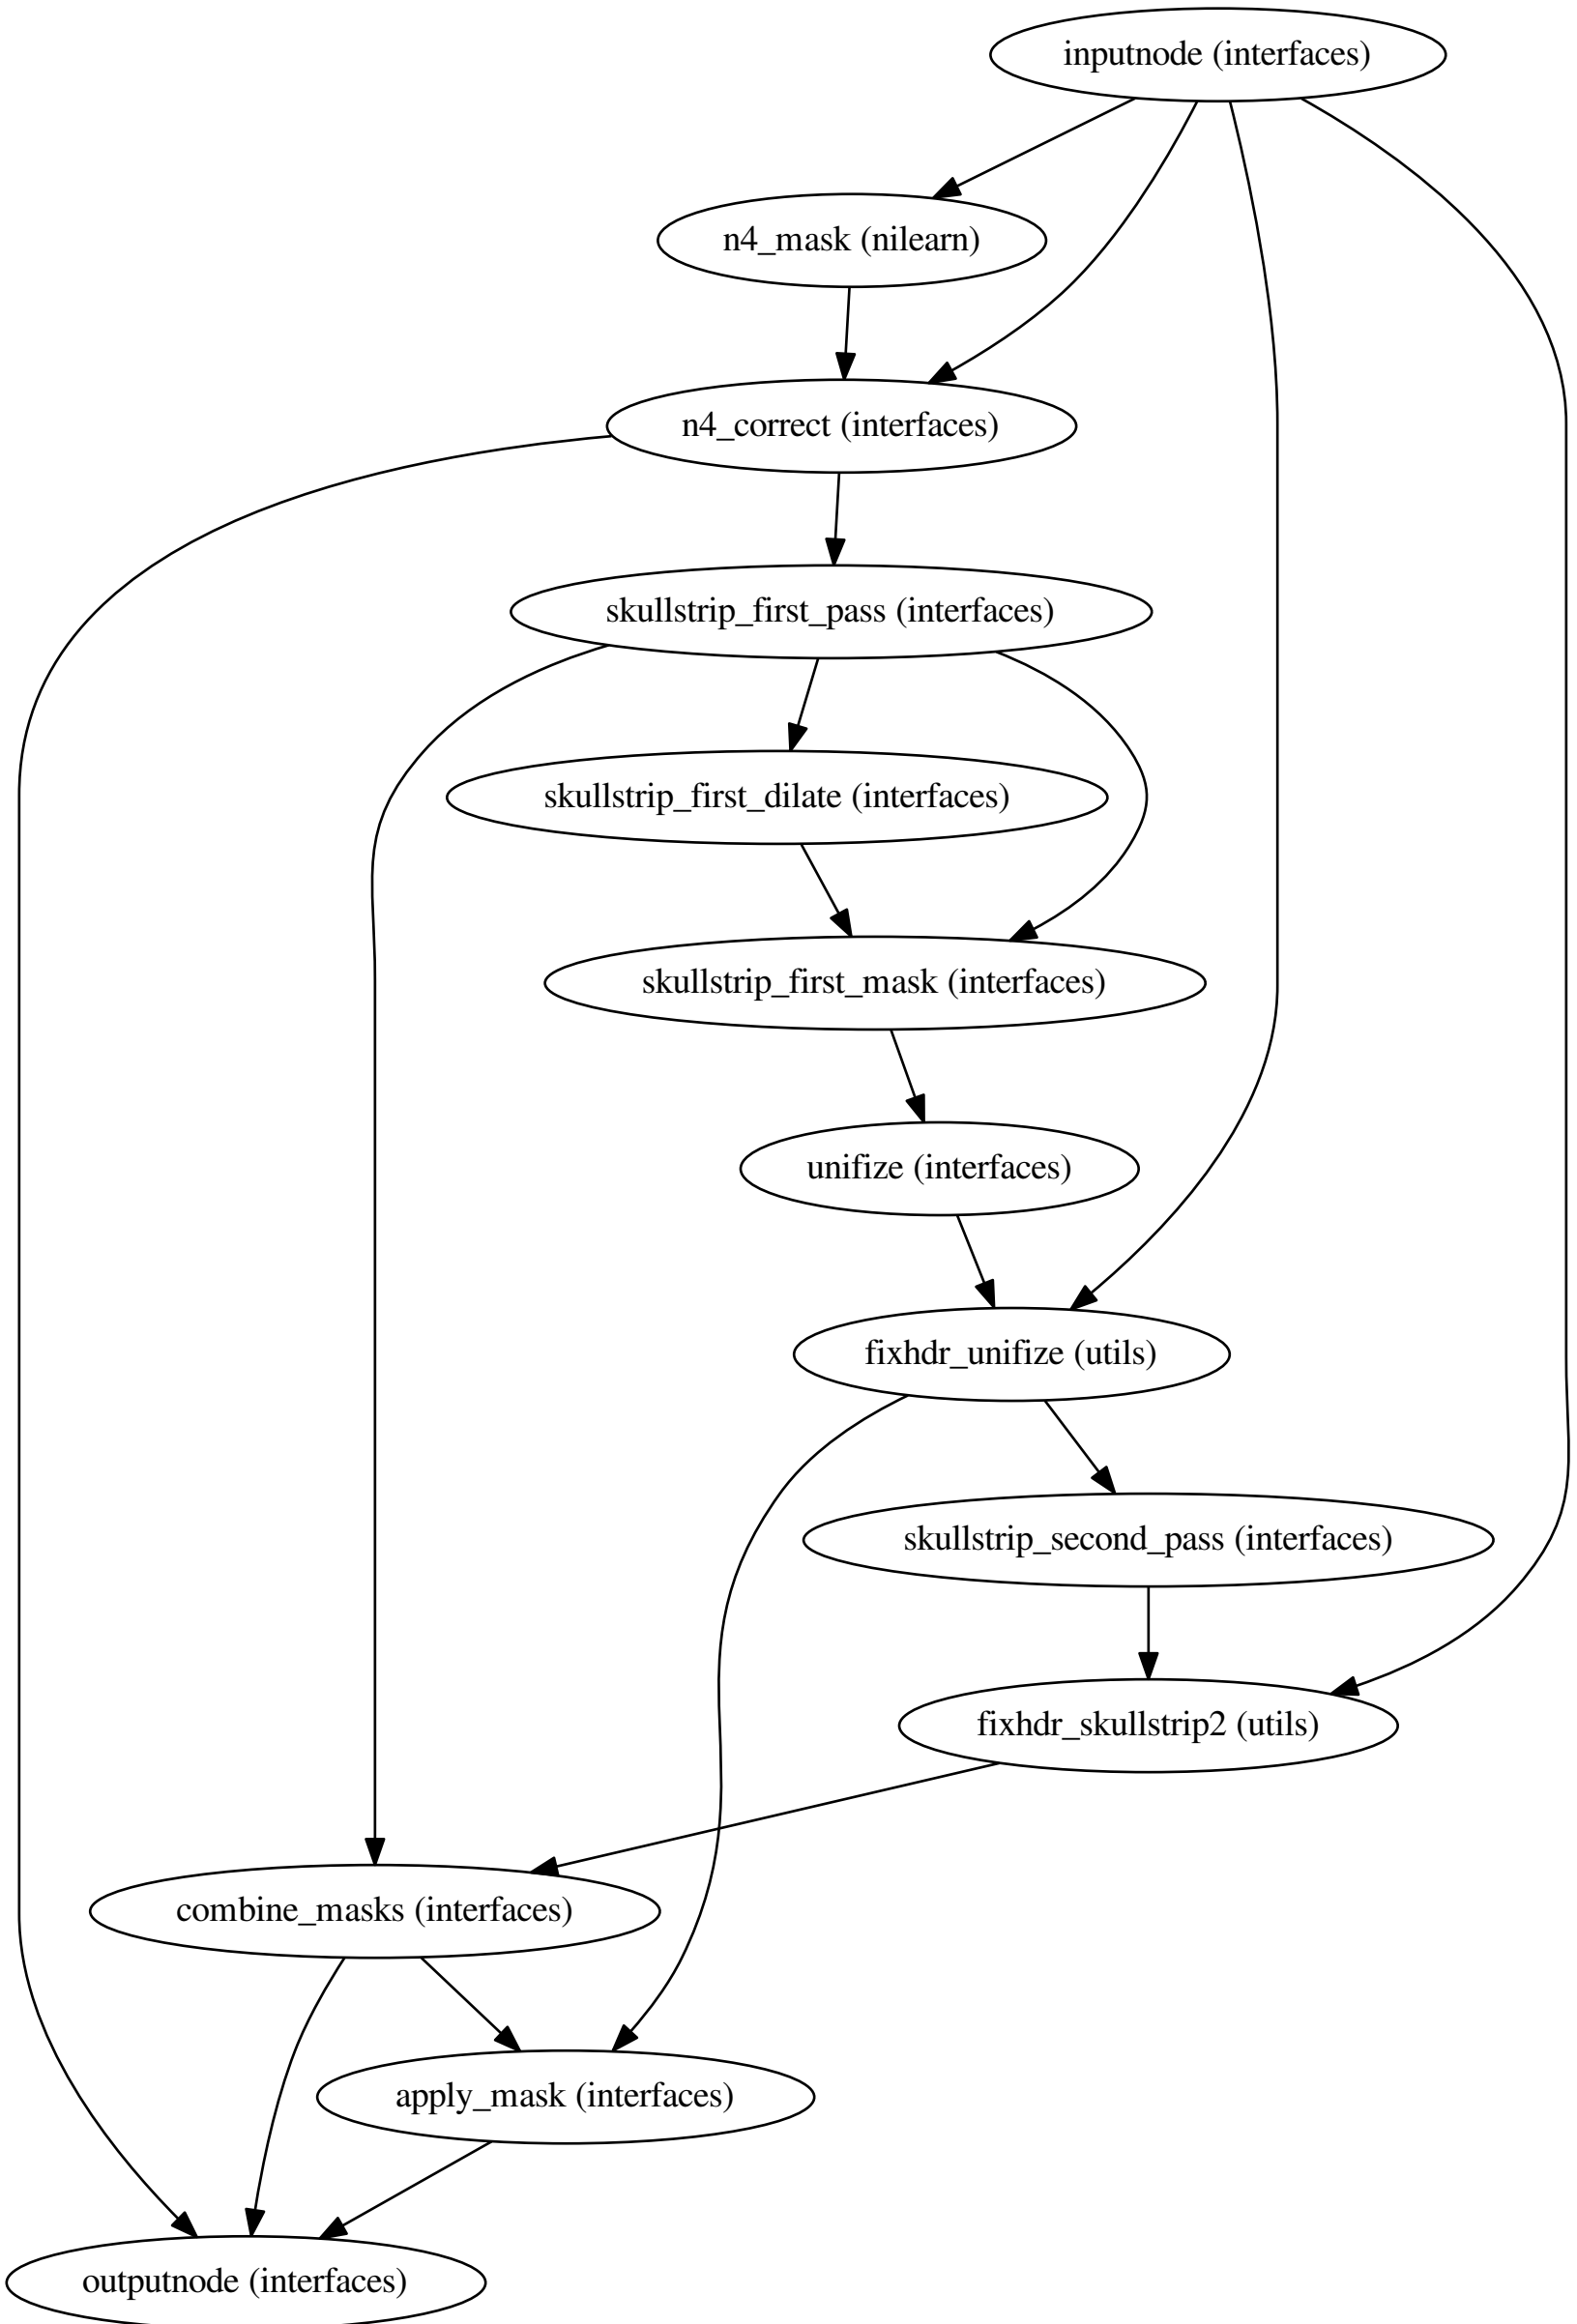 inputnode (interfaces)
n4_mask (nilearn)
n4_correct (interfaces)
skullstrip_first_pass (interfaces)
skullstrip_first_dilate (interfaces)
skullstrip_first_mask (interfaces)
unifize (interfaces)
fixhdr_unifize (utils)
skullstrip_second_pass (interfaces)
fixhdr_skullstrip2 (utils)
combine_masks (interfaces)
apply_mask (interfaces)
outputnode (interfaces)